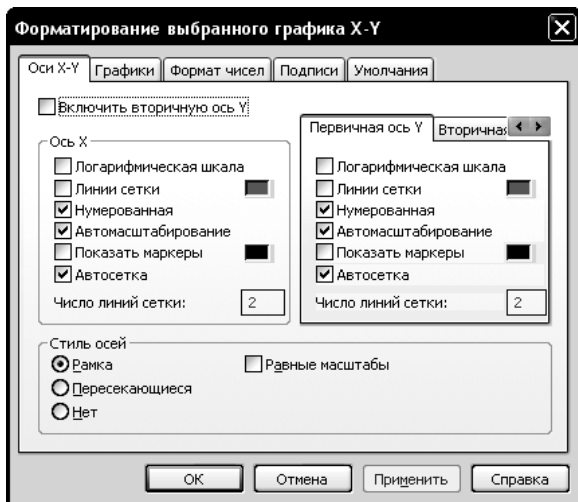 Форматирование выбранного графика X-Y
Оси X-Y Графики Формат чисел Подписи Умолчания
Включить вторичную ось Y
Ось X
Логарифмическая шкала
Линии сетки
Нумерованная
Автомасштабирование
Показать маркеры
Автосетка
Число линий сетки: 2
Первичная ось Y Вторичная
Логарифмическая шкала
Линии сетки
Нумерованная
Автомасштабирование
Показать маркеры
Автосетка
Число линий сетки: 2
Стиль осей
Рамка Равные масштабы
Пересекающиеся
Нет
ОК Отмена Применить Справка